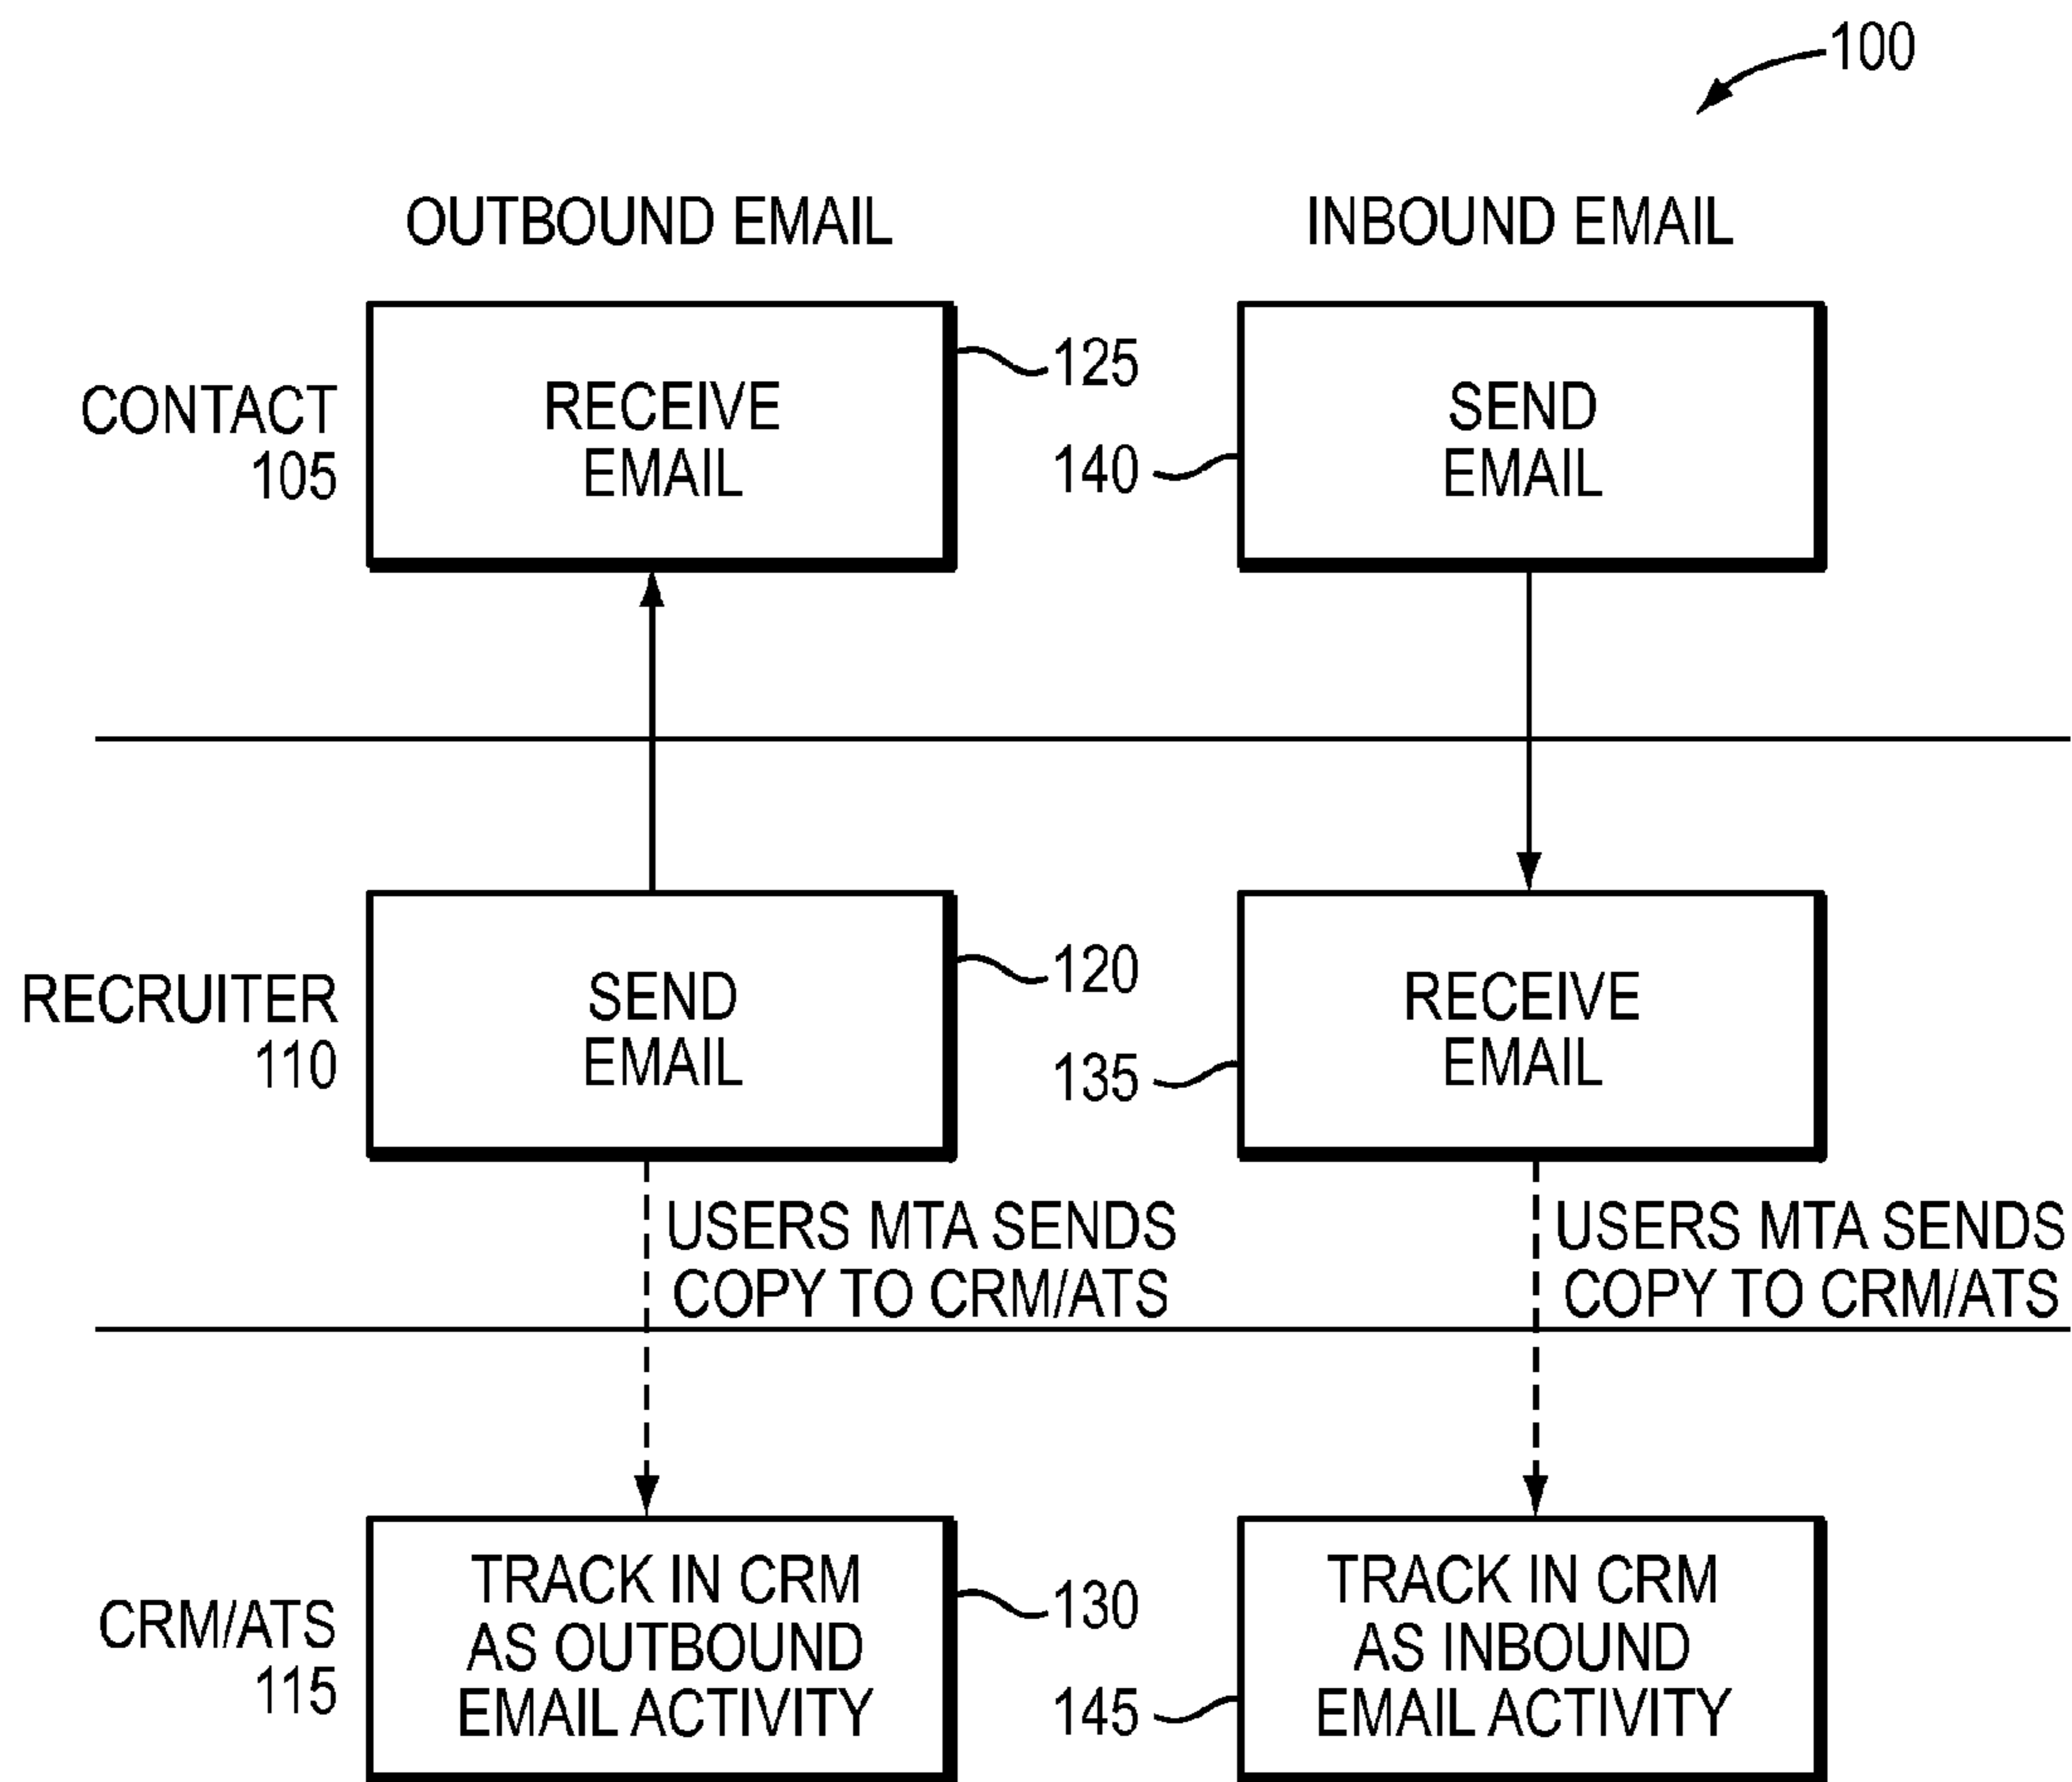 100
OUTBOUND EMAIL
INBOUND EMAIL
CONTACT
105
RECEIVE
EMAIL
125
140
SEND
EMAIL
RECRUITER
110
SEND
EMAIL
120
135
RECEIVE
EMAIL
USERS MTA SENDS
COPY TO CRM/ATS
USERS MTA SENDS
COPY TO CRM/ATS
CRM/ATS
115
TRACK IN CRM
AS OUTBOUND
EMAIL ACTIVITY
130
145
TRACK IN CRM
AS INBOUND
EMAIL ACTIVITY